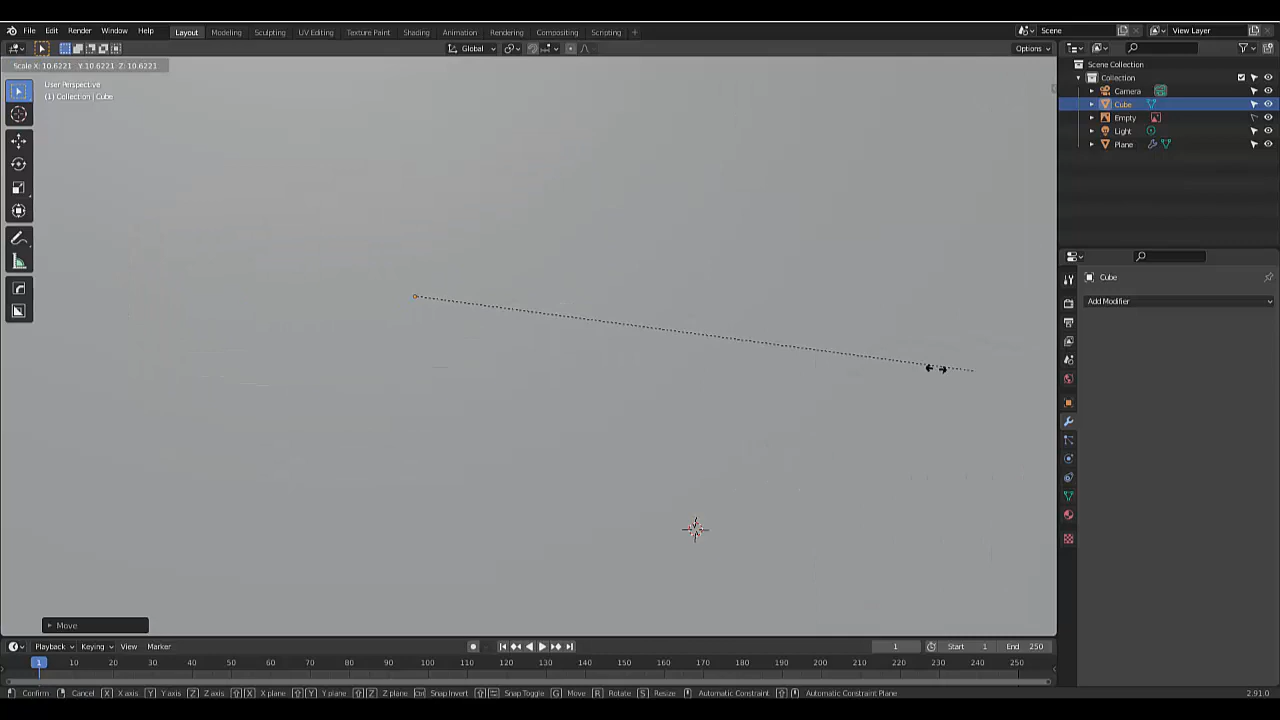 File Edit Render Window Help Layout Modeling Sculpting UV Editing Texture Paint Shading Animation Rendering Compositing Scripting Scene View Layer
Global Options
Scale X: 10.6221 Y: 10.6221 Z: 10.6221
User Perspective
(1) Collection | Cube
Scene Collection
Collection
Camera
Cube
Empty
Light
Plane
Cube
Add Modifier
Move
Playback Keying View Marker 1 Start 1 End 250
1 10 20 30 40 50 60 70 80 90 100 110 120 130 140 150 160 170 180 190 200 210 220 230 240 250
Confirm Cancel X X axis Y Y axis Z Z axis X X plane Y Y plane Z Z plane Snap Invert Snap Toggle G Move R Rotate S Resize Automatic Constraint Automatic Constraint Plane 2.91.0